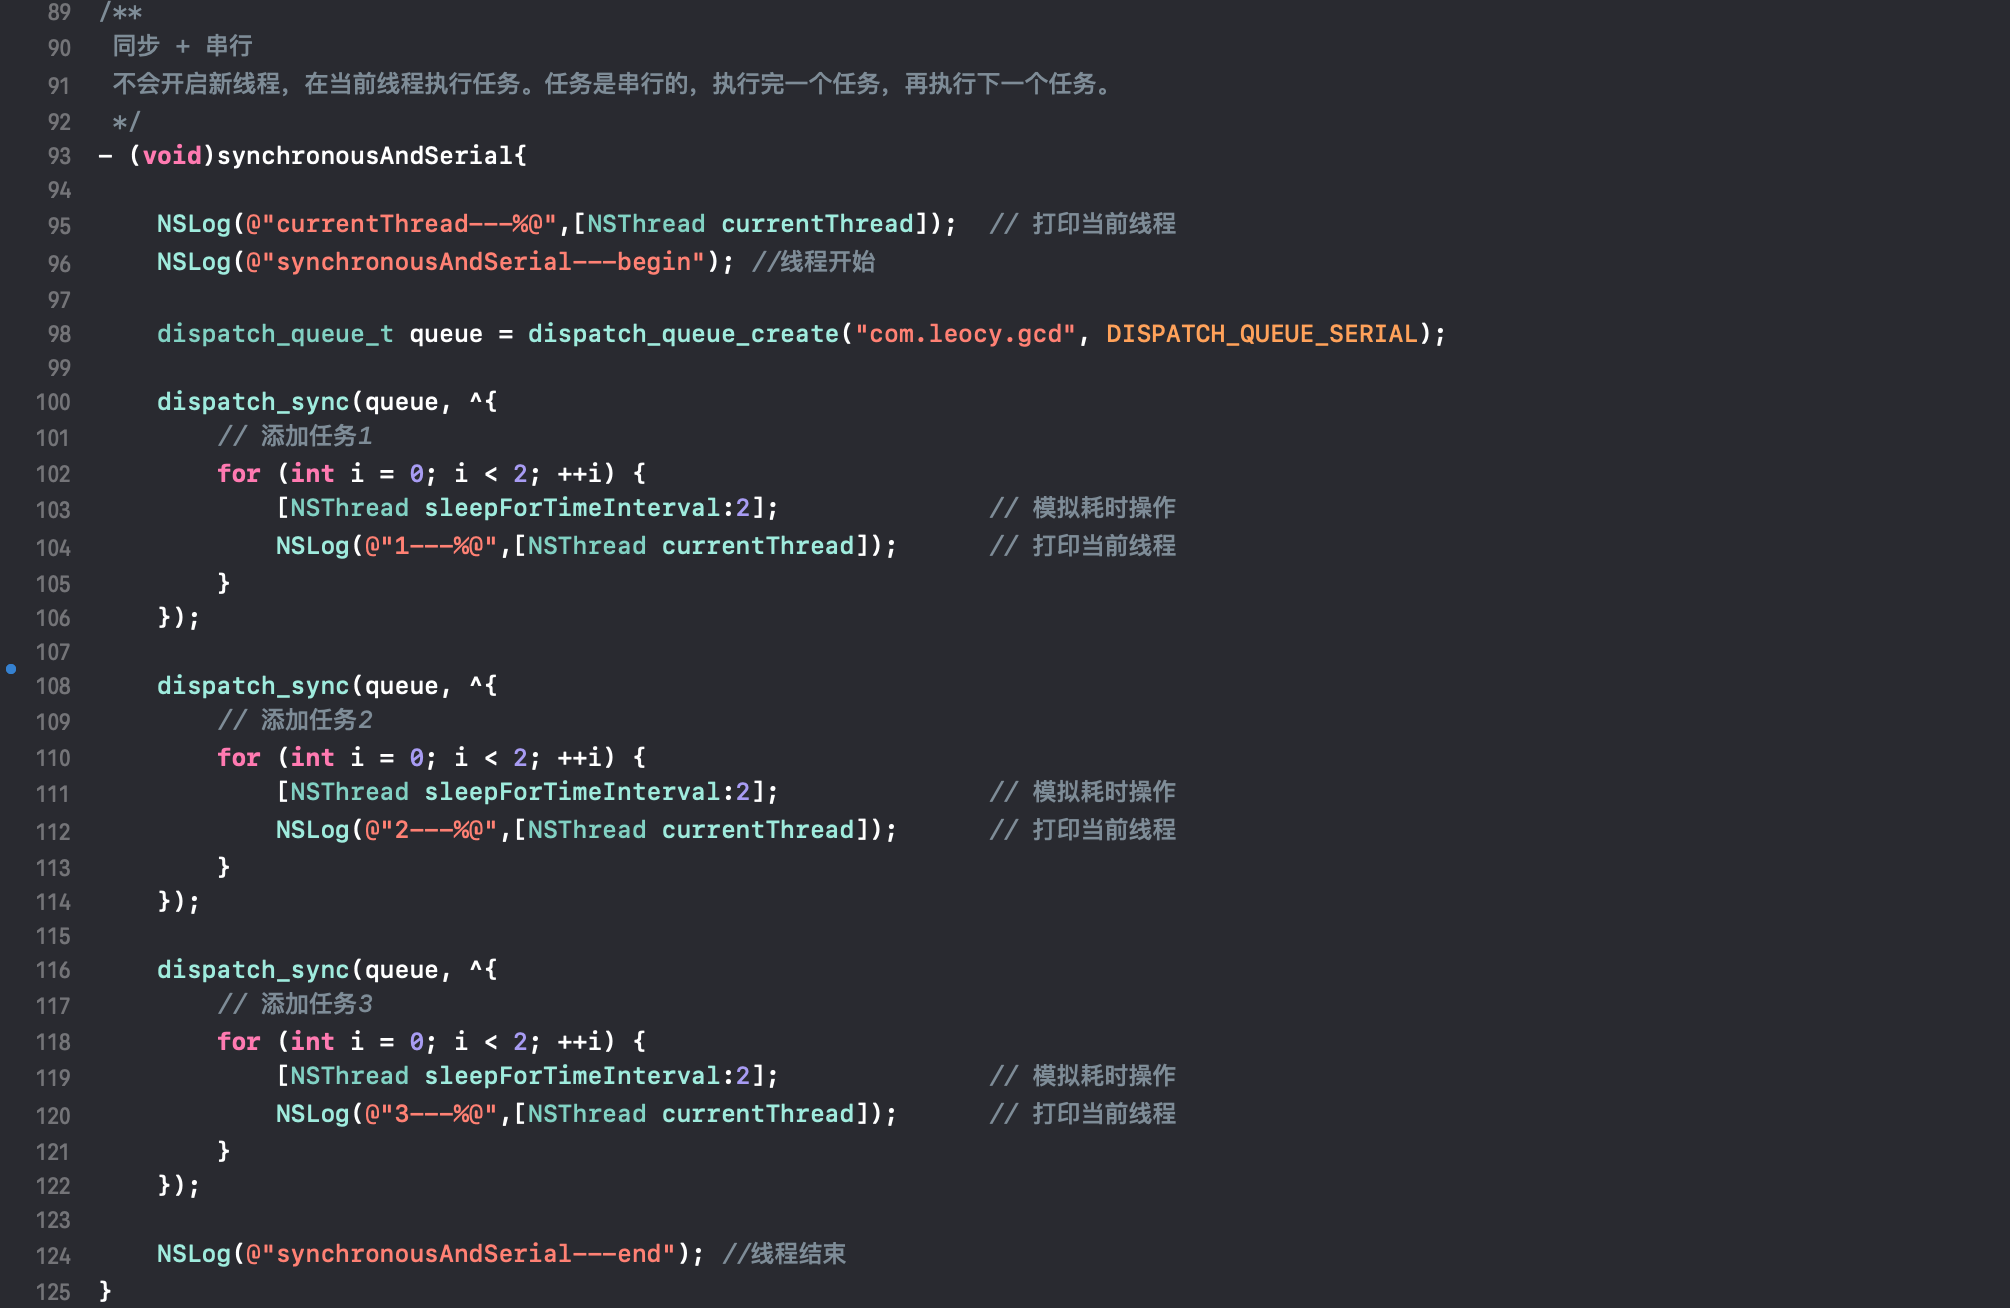 89 /**
90 同步 + 串行
91 不会开启新线程，在当前线程执行任务。任务是串行的，执行完一个任务，再执行下一个任务。
92 */
93 - (void)synchronousAndSerial{
94
95 NSLog(@"currentThread---%@",[NSThread currentThread]); // 打印当前线程
96 NSLog(@"synchronousAndSerial---begin"); //线程开始
97
98 dispatch_queue_t queue = dispatch_queue_create("com.leocy.gcd", DISPATCH_QUEUE_SERIAL);
99
100 dispatch_sync(queue, ^{
101 // 添加任务1
102 for (int i = 0; i < 2; ++i) {
103 [NSThread sleepForTimeInterval:2]; // 模拟耗时操作
104 NSLog(@"1---%@",[NSThread currentThread]); // 打印当前线程
105 }
106 });
107
108 dispatch_sync(queue, ^{
109 // 添加任务2
110 for (int i = 0; i < 2; ++i) {
111 [NSThread sleepForTimeInterval:2]; // 模拟耗时操作
112 NSLog(@"2---%@",[NSThread currentThread]); // 打印当前线程
113 }
114 });
115
116 dispatch_sync(queue, ^{
117 // 添加任务3
118 for (int i = 0; i < 2; ++i) {
119 [NSThread sleepForTimeInterval:2]; // 模拟耗时操作
120 NSLog(@"3---%@",[NSThread currentThread]); // 打印当前线程
121 }
122 });
123
124 NSLog(@"synchronousAndSerial---end"); //线程结束
125 }